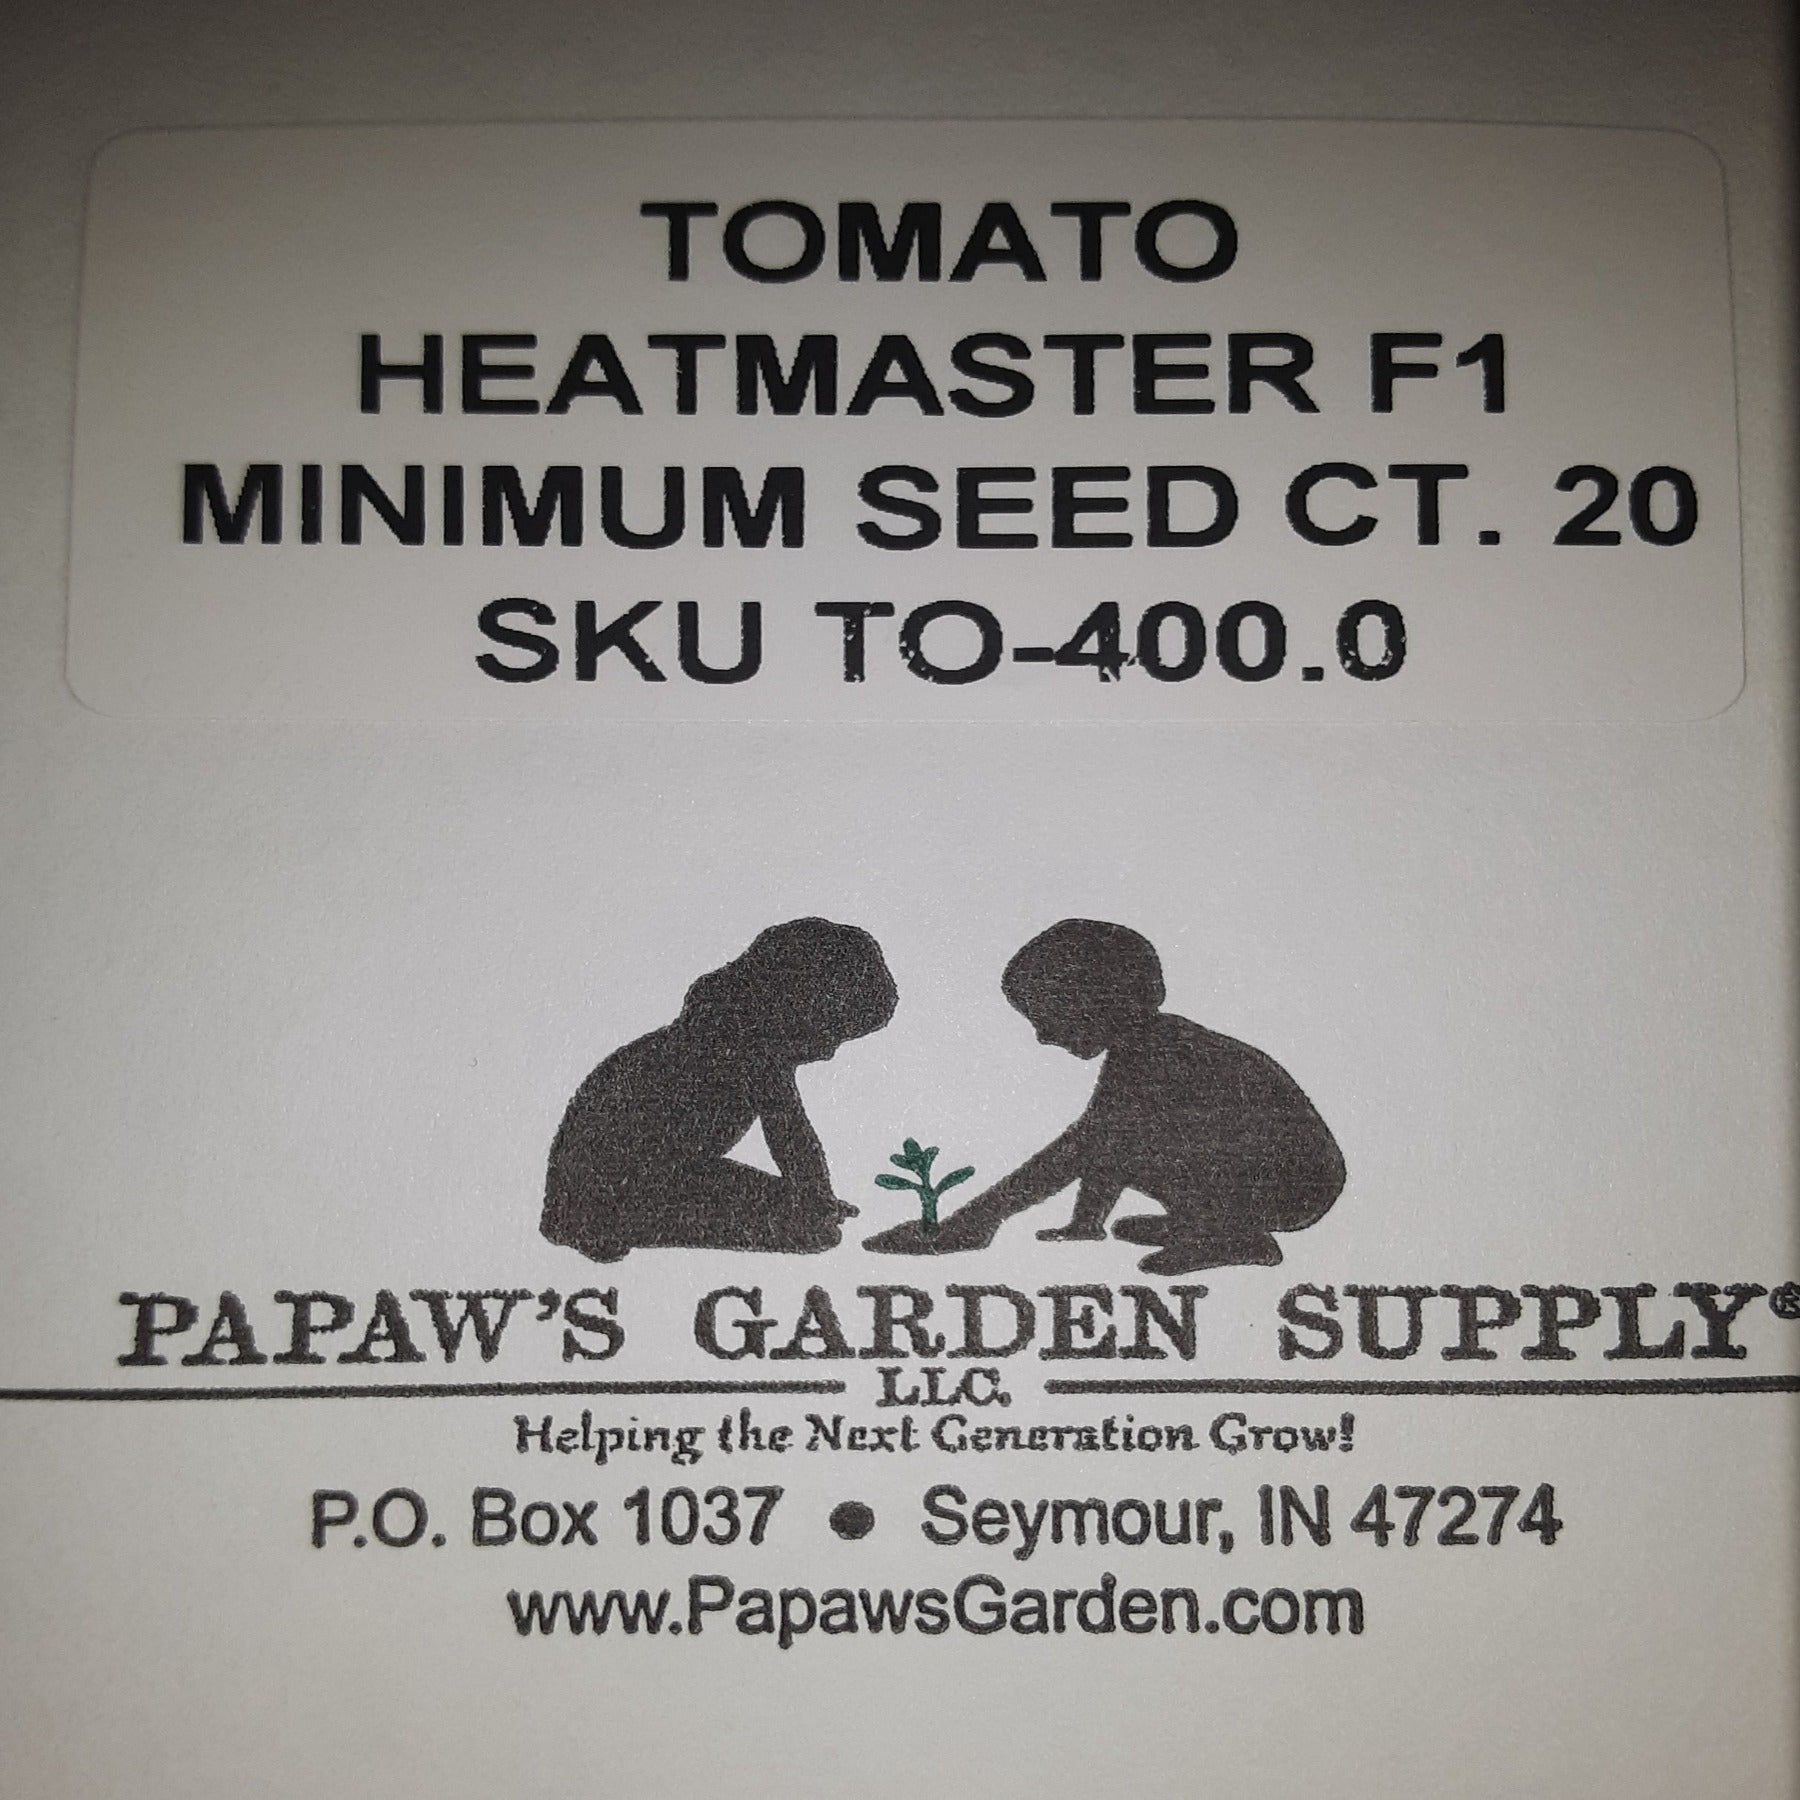 TOMATO
HEATMASTER F1
MINIMUM SEED CT. 20
SKU TO-400.0
PAPAW'S GARDEN SUPPLY®
LLC.
Helping the Next Generation Grow!
P.O. Box 1037 ● Seymour, IN 47274
www.PapawsGarden.com